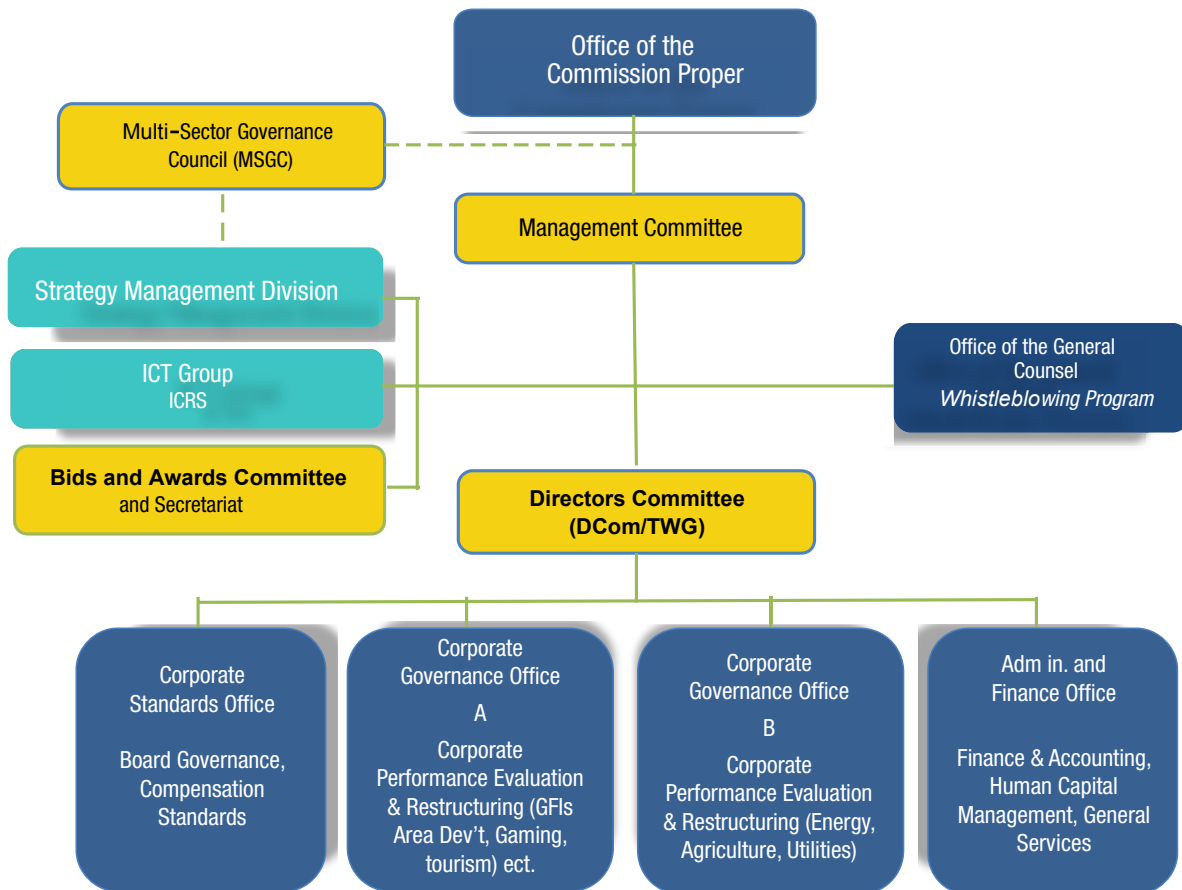 Office of the
Commission Proper
Multi-Sector Governance
Council (MSGC)
Management Committee
Strategy Management Division
ICT Group
ICRS
Office of the General
Counsel
Whistleblowing Program
Bids and Awards Committee
and Secretariat
Directors Committee
(DCom/TWG)
Corporate
Standards Office
Board Governance,
Compensation
Standards
Corporate
Governance Office
A
Corporate
Performance Evaluation
& Restructuring (GFIs
Area Dev't, Gaming,
tourism) ect.
Corporate
Governance Office
B
Corporate
Performance Evaluation
& Restructuring (Energy,
Agriculture, Utilities)
Adm in. and
Finance Office
Finance & Accounting,
Human Capital
Management, General
Services